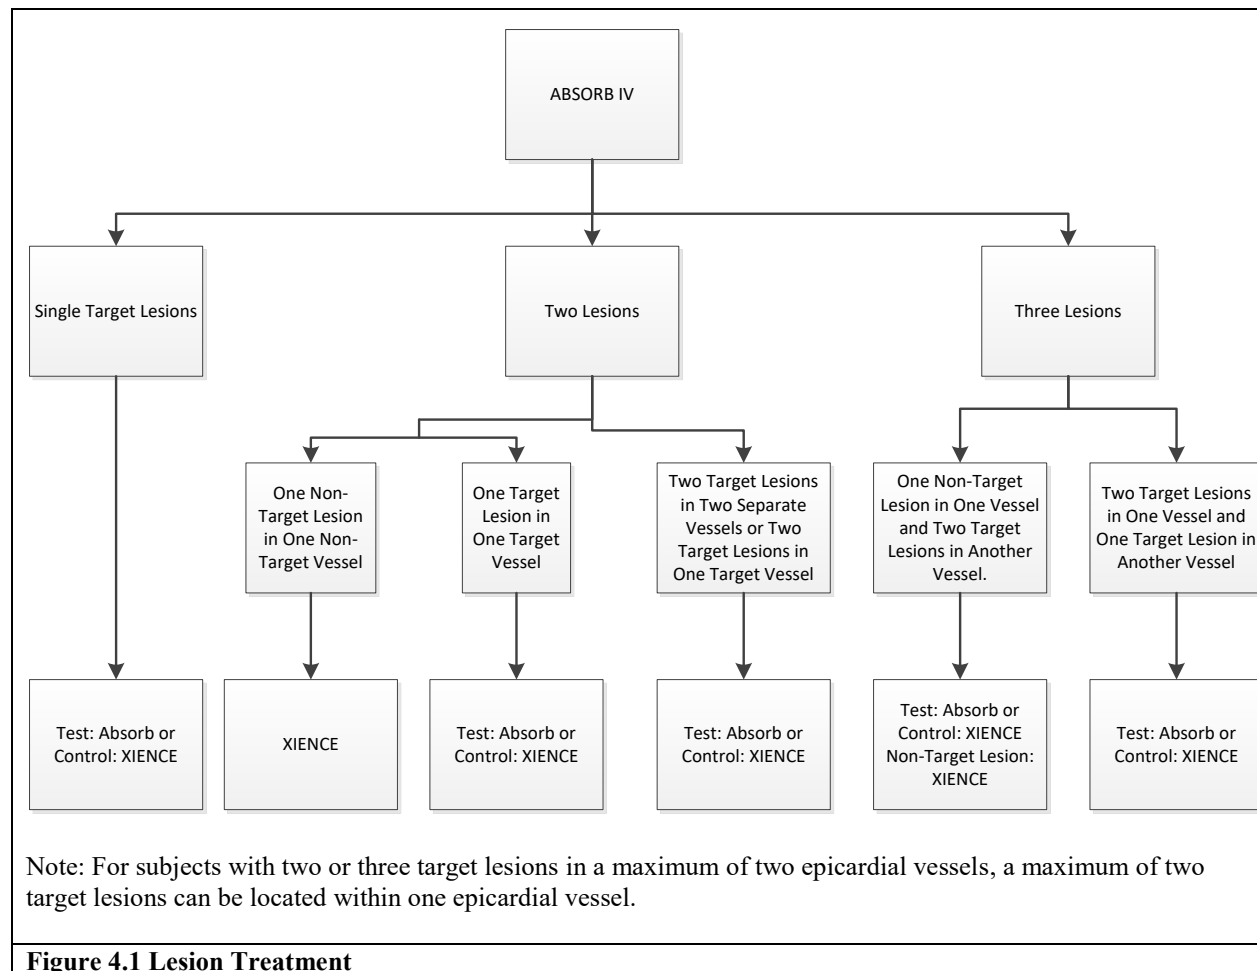 ABSORB IV
Single Target Lesions
Two Lesions
Three Lesions
One Non-
Target Lesion
in One Non-
Target Vessel
One Target
Lesion in
One Target
Vessel
Two Target Lesions
in Two Separate
Vessels or Two
Target Lesions in
One Target Vessel
One Non-Target
Lesion in One Vessel
and Two Target
Lesions in Another
Vessel.
Two Target Lesions
in One Vessel and
One Target Lesion in
Another Vessel
Test: Absorb or
Control: XIENCE
XIENCE
Test: Absorb or
Control: XIENCE
Test: Absorb or
Control: XIENCE
Test: Absorb or
Control: XIENCE
Non-Target Lesion:
XIENCE
Test: Absorb or
Control: XIENCE
Note: For subjects with two or three target lesions in a maximum of two epicardial vessels, a maximum of two
target lesions can be located within one epicardial vessel.
Figure 4.1 Lesion Treatment